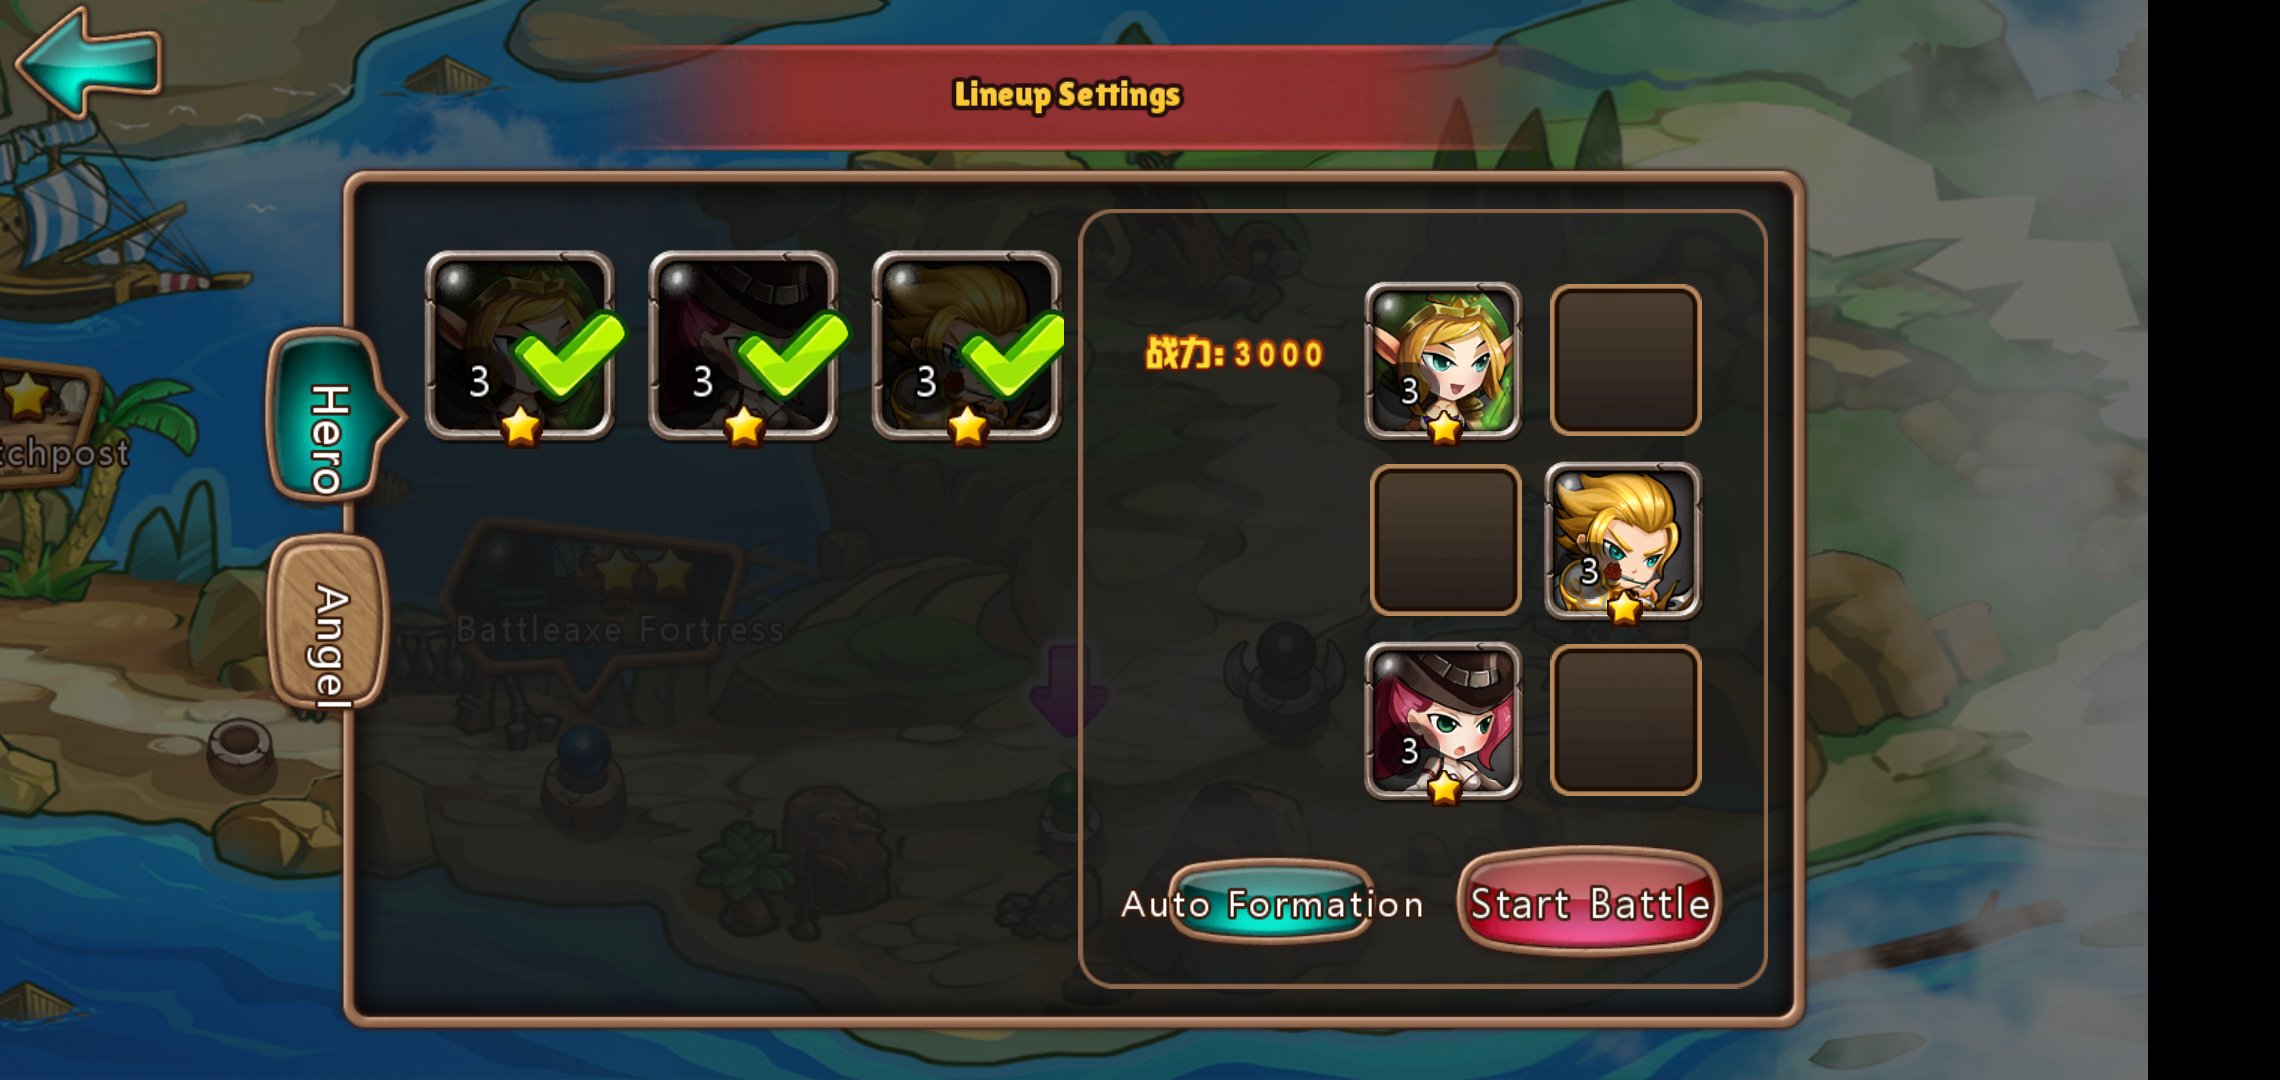 Lineup Settings
3
3
3
Hero
Angel
战力: 3000
3
3
3
tchpost
Battleaxe Fortress
Auto Formation
Start Battle